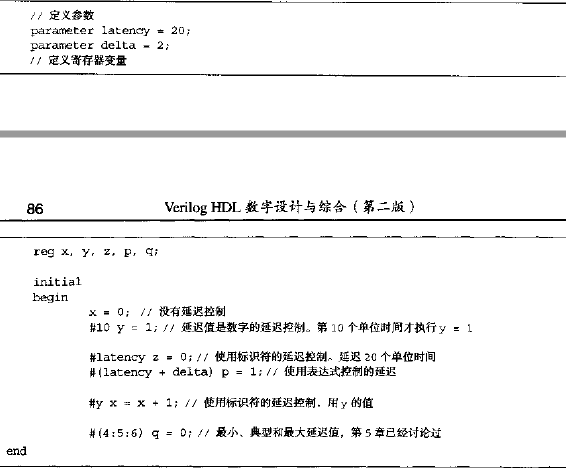 // 定义参数
parameter latency = 20;
parameter delta = 2;
// 定义寄存器变量
86 Verilog HDL 数字设计与综合（第二版）
reg x, y, z, p, q;
initial
begin
x = 0; // 没有延迟控制
#10 y = 1; // 延迟值是数字的延迟控制。第 10 个单位时间才执行 y = 1
#latency z = 0; // 使用标识符的延迟控制。延迟 20 个单位时间
#(latency + delta) p = 1; // 使用表达式控制的延迟
#y x = x + 1; // 使用标识符的延迟控制，用 y 的值
#(4:5:6) q = 0; // 最小、典型和最大延迟值，第 5 章已经讨论过
end